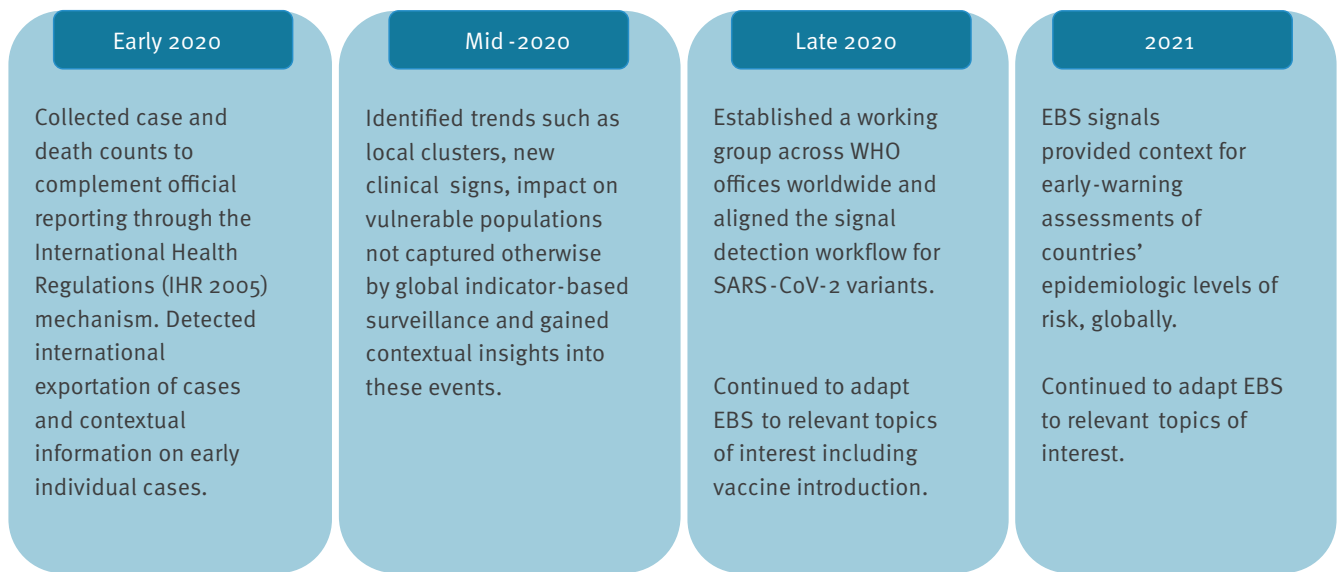 Early 2020
Collected case and
death counts to
complement official
reporting through the
International Health
Regulations (IHR 2005)
mechanism. Detected
international
exportation of cases
and contextual
information on early
individual cases.
Mid -2020
Identified trends such as
local clusters, new
clinical signs, impact on
vulnerable populations
not captured otherwise
by global indicator-based
surveillance and gained
contextual insights into
these events.
Late 2020
Established a working
group across WHO
offices worldwide and
aligned the signal
detection workflow for
SARS-CoV-2 variants.
Continued to adapt
EBS to relevant topics
of interest including
vaccine introduction.
2021
EBS signals
provided context for
early-warning
assessments of
countries’
epidemiologic levels of
risk, globally.
Continued to adapt EBS
to relevant topics of
interest.